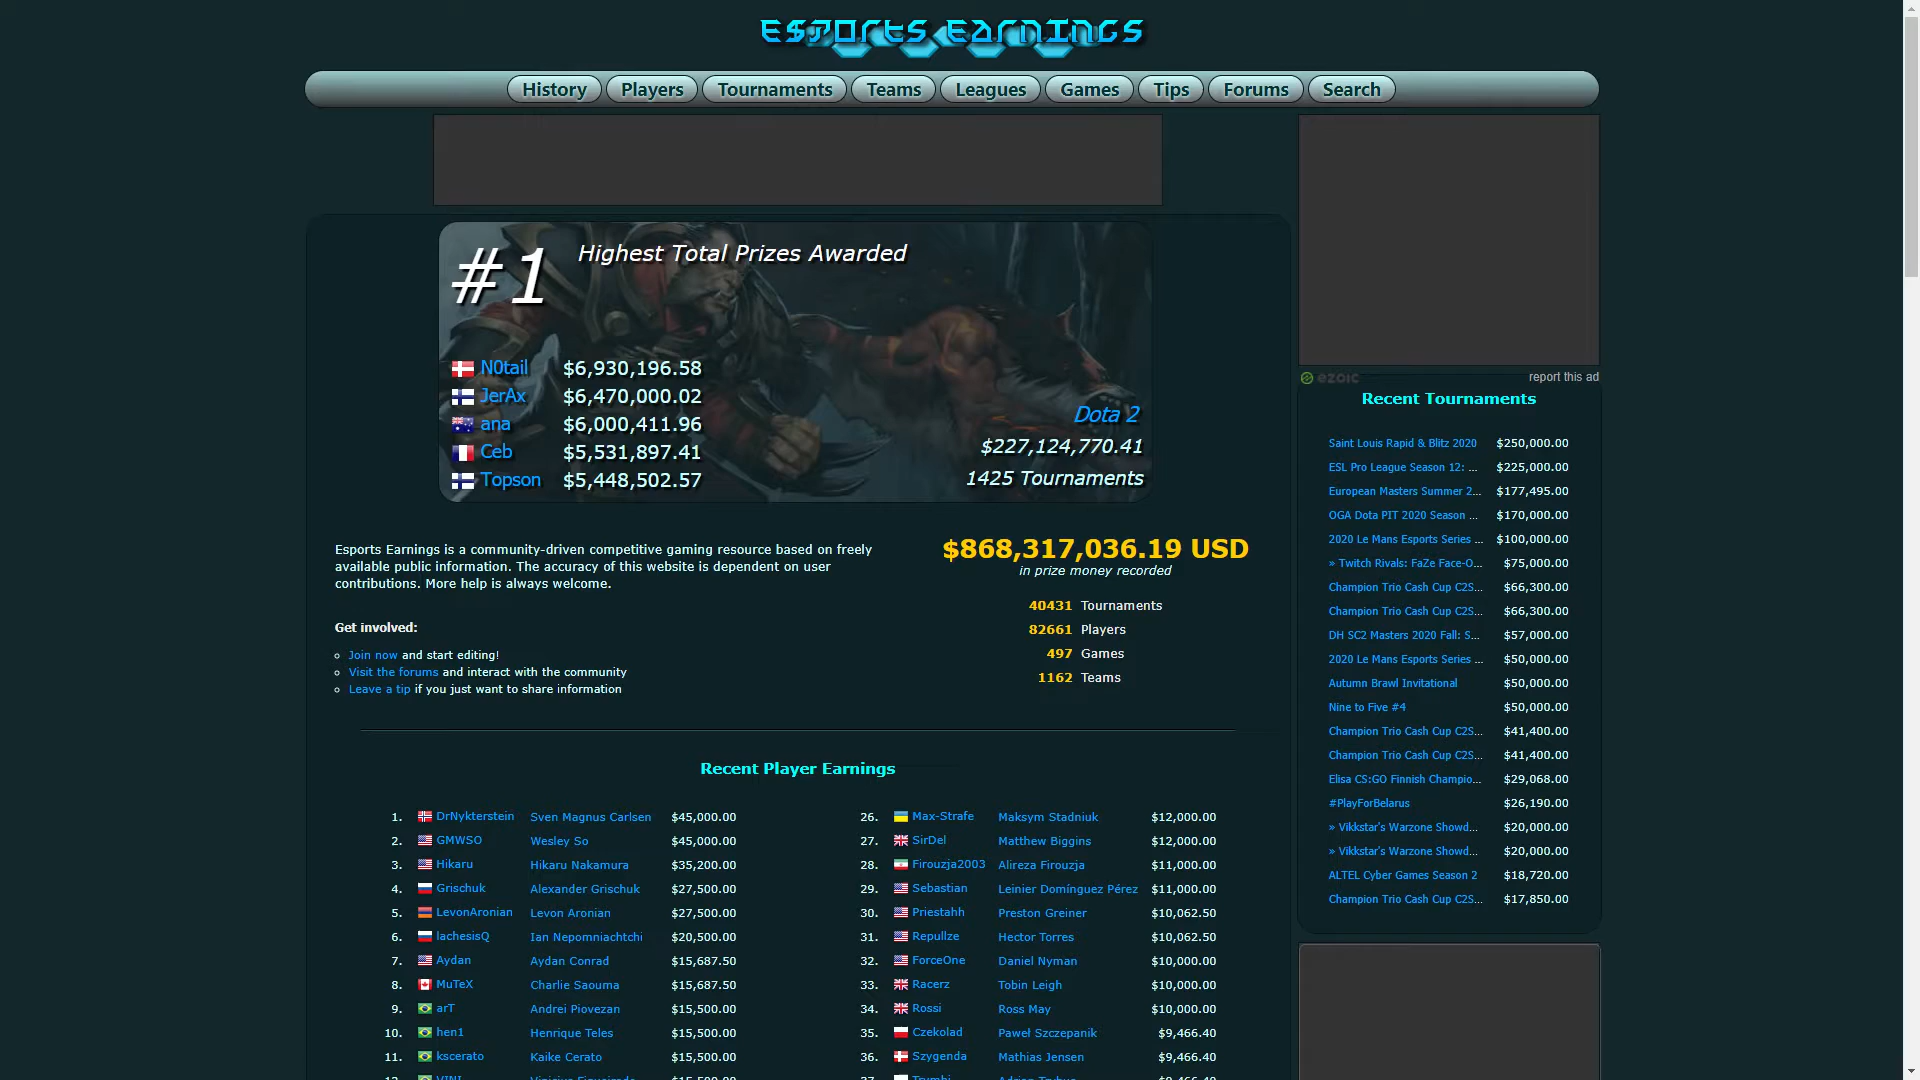 ESPORTS EARNINGS
History Players Tournaments Teams Leagues Games Tips Forums Search
#1 Highest Total Prizes Awarded
N0tail $6,930,196.58
JerAx $6,470,000.02
ana $6,000,411.96
Ceb $5,531,897.41
Topson $5,448,502.57
Dota 2
$227,124,770.41
1425 Tournaments
Esports Earnings is a community-driven competitive gaming resource based on freely
available public information. The accuracy of this website is dependent on user
contributions. More help is always welcome.
Get involved:
Join now and start editing!
Visit the forums and interact with the community
Leave a tip if you just want to share information
$868,317,036.19 USD
in prize money recorded
40431 Tournaments
82661 Players
497 Games
1162 Teams
Recent Player Earnings
1. DrNykterstein Sven Magnus Carlsen $45,000.00
2. GMWSO Wesley So $45,000.00
3. Hikaru Hikaru Nakamura $35,200.00
4. Grischuk Alexander Grischuk $27,500.00
5. LevonAronian Levon Aronian $27,500.00
6. lachesisQ Ian Nepomniachtchi $20,500.00
7. Aydan Aydan Conrad $15,687.50
8. MuTeX Charlie Saouma $15,687.50
9. arT Andrei Piovezan $15,500.00
10. hen1 Henrique Teles $15,500.00
11. kscerato Kaike Cerato $15,500.00
26. Max-Strafe Maksym Stadniuk $12,000.00
27. SirDel Matthew Biggins $12,000.00
28. Firouzja2003 Alireza Firouzja $11,000.00
29. Sebastian Leinier Domínguez Pérez $11,000.00
30. Priestahh Preston Greiner $10,062.50
31. Repullze Hector Torres $10,062.50
32. ForceOne Daniel Nyman $10,000.00
33. Racerz Tobin Leigh $10,000.00
34. Rossi Ross May $10,000.00
35. Czekolad Paweł Szczepanik $9,466.40
36. Szygenda Mathias Jensen $9,466.40
ezoic report this ad
Recent Tournaments
Saint Louis Rapid & Blitz 2020 $250,000.00
ESL Pro League Season 12: ... $225,000.00
European Masters Summer 2... $177,495.00
OGA Dota PIT 2020 Season ... $170,000.00
2020 Le Mans Esports Series ... $100,000.00
» Twitch Rivals: FaZe Face-O... $75,000.00
Champion Trio Cash Cup C2S... $66,300.00
Champion Trio Cash Cup C2S... $66,300.00
DH SC2 Masters 2020 Fall: S... $57,000.00
2020 Le Mans Esports Series ... $50,000.00
Autumn Brawl Invitational $50,000.00
Nine to Five #4 $50,000.00
Champion Trio Cash Cup C2S... $41,400.00
Champion Trio Cash Cup C2S... $41,400.00
Elisa CS:GO Finnish Champio... $29,068.00
#PlayForBelarus $26,190.00
» Vikkstar's Warzone Showd... $20,000.00
» Vikkstar's Warzone Showd... $20,000.00
ALTEL Cyber Games Season 2 $18,720.00
Champion Trio Cash Cup C2S... $17,850.00